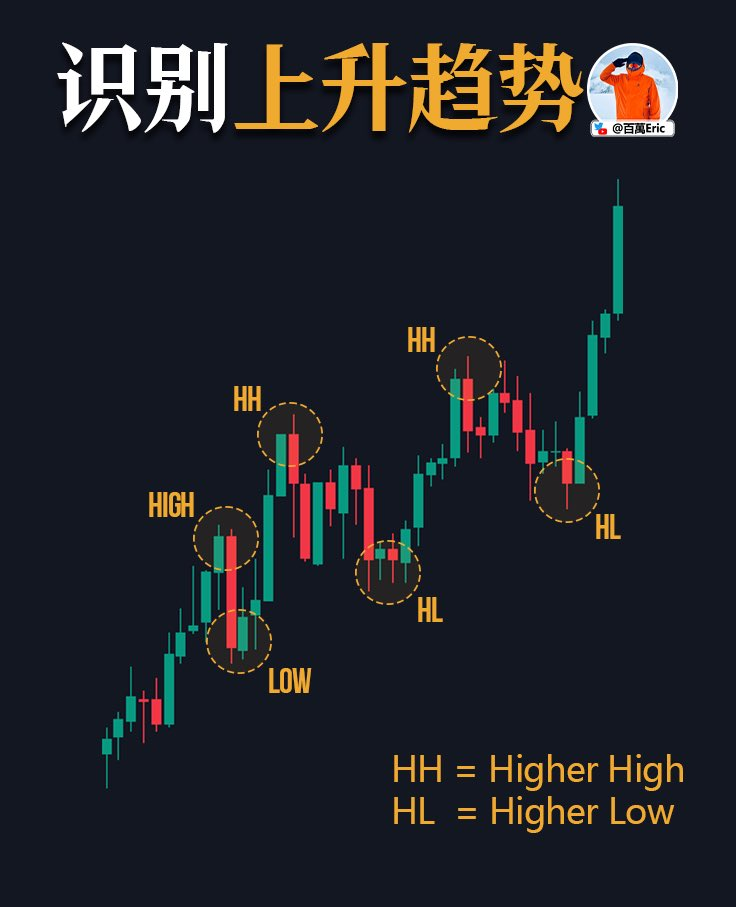 识别上升趋势
@百萬Eric
HH
HH
HIGH
HL
HL
LOW
HH = Higher High
HL = Higher Low